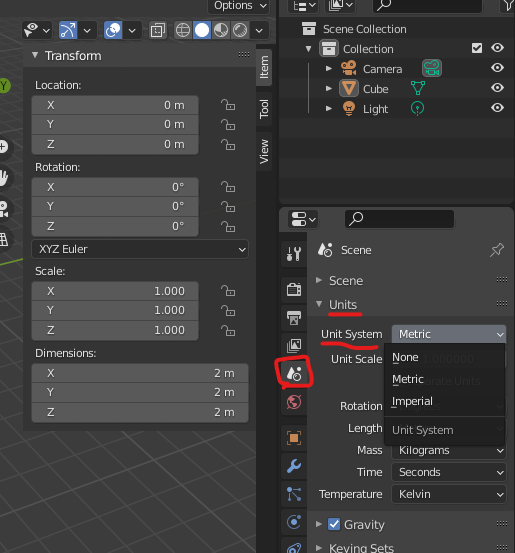 Options
Transform
Location:
X 0 m
Y 0 m
Z 0 m
Rotation:
X 0°
Y 0°
Z 0°
XYZ Euler
Scale:
X 1.000
Y 1.000
Z 1.000
Dimensions:
X 2 m
Y 2 m
Z 2 m
Item
Tool
View
Y
Scene Collection
Collection
Camera
Cube
Light
Scene
Scene
Units
Unit System Metric
None
Metric
Imperial
Unit System
Unit Scale
Rotation
Length
Mass Kilograms
Time Seconds
Temperature Kelvin
Gravity
Keying Sets